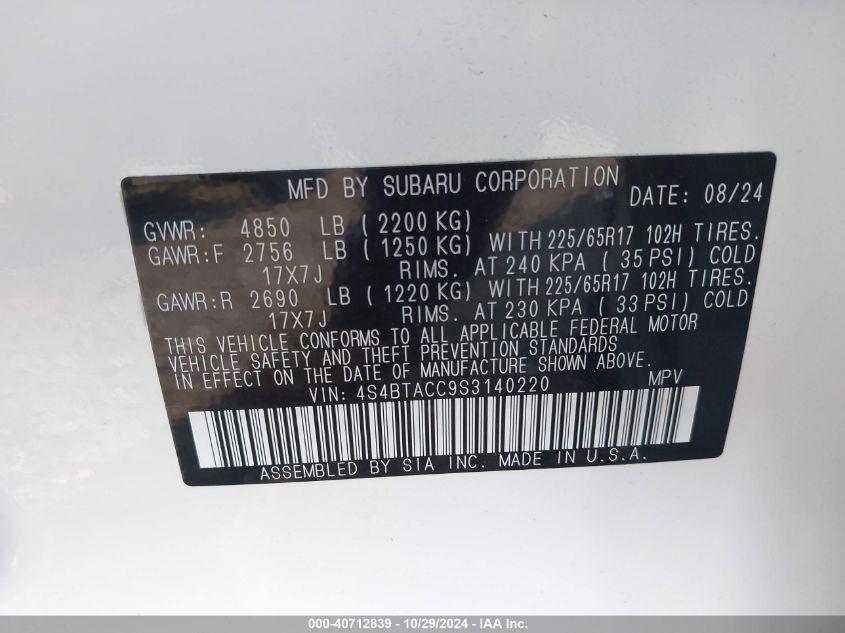 MFD BY SUBARU CORPORATION DATE: 08/24
GVWR: 4850 LB ( 2200 KG)
GAWR:F 2756 LB ( 1250 KG) WITH 225/65R17 102H TIRES.
17X7J RIMS. AT 240 KPA ( 35 PSI) COLD
GAWR:R 2690 LB ( 1220 KG) WITH 225/65R17 102H TIRES.
17X7J RIMS. AT 230 KPA ( 33 PSI) COLD
THIS VEHICLE CONFORMS TO ALL APPLICABLE FEDERAL MOTOR
VEHICLE SAFETY AND THEFT PREVENTION STANDARDS
IN EFFECT ON THE DATE OF MANUFACTURE SHOWN ABOVE.
VIN: 4S4BTACC9S3140220 MPV
ASSEMBLED BY SIA INC. MADE IN U.S.A.
000-40712839 - 10/29/2024 - IAA Inc.